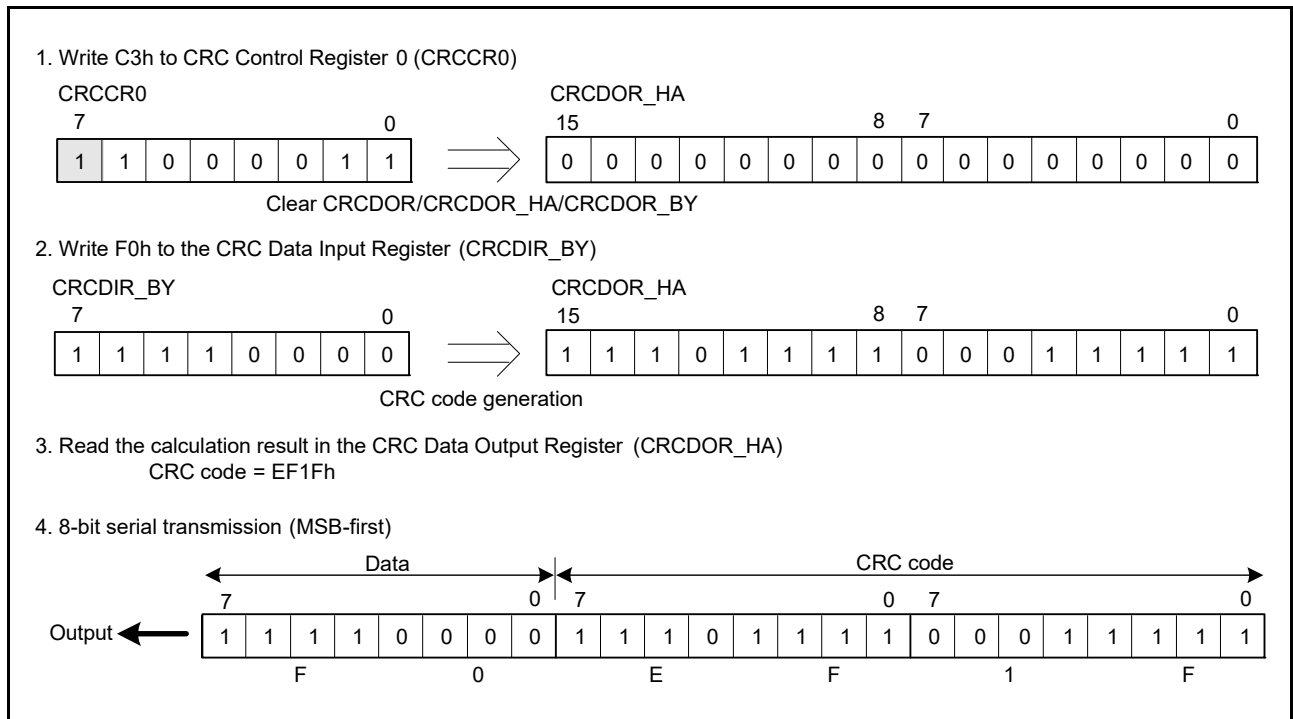 1. Write C3h to CRC Control Register 0 (CRCCR0)
CRCCR0 CRCDOR_HA
7 0 15 8 7 0
1 1 0 0 0 0 1 1 0 0 0 0 0 0 0 0 0 0 0 0 0 0 0 0
Clear CRCDOR/CRCDOR_HA/CRCDOR_BY
2. Write F0h to the CRC Data Input Register (CRCDIR_BY)
CRCDIR_BY CRCDOR_HA
7 0 15 8 7 0
1 1 1 1 0 0 0 0 1 1 1 0 1 1 1 1 0 0 0 1 1 1 1 1
CRC code generation
3. Read the calculation result in the CRC Data Output Register (CRCDOR_HA)
CRC code = EF1Fh
4. 8-bit serial transmission (MSB-first)
Data CRC code
7 0 7 0 7 0
Output 1 1 1 1 0 0 0 0 1 1 1 0 1 1 1 1 0 0 0 1 1 1 1 1
F 0 E F 1 F